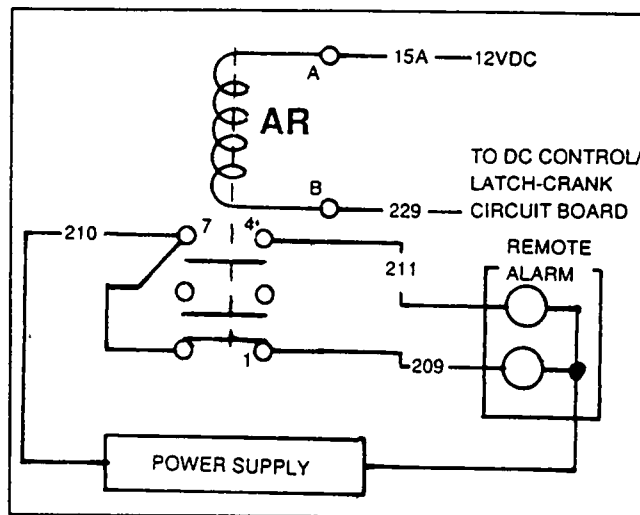 A
15A
12VDC
AR
TO DC CONTROL/
LATCH-CRANK
CIRCUIT BOARD
B
229
210
7
4
211
REMOTE
ALARM
1
209
POWER SUPPLY